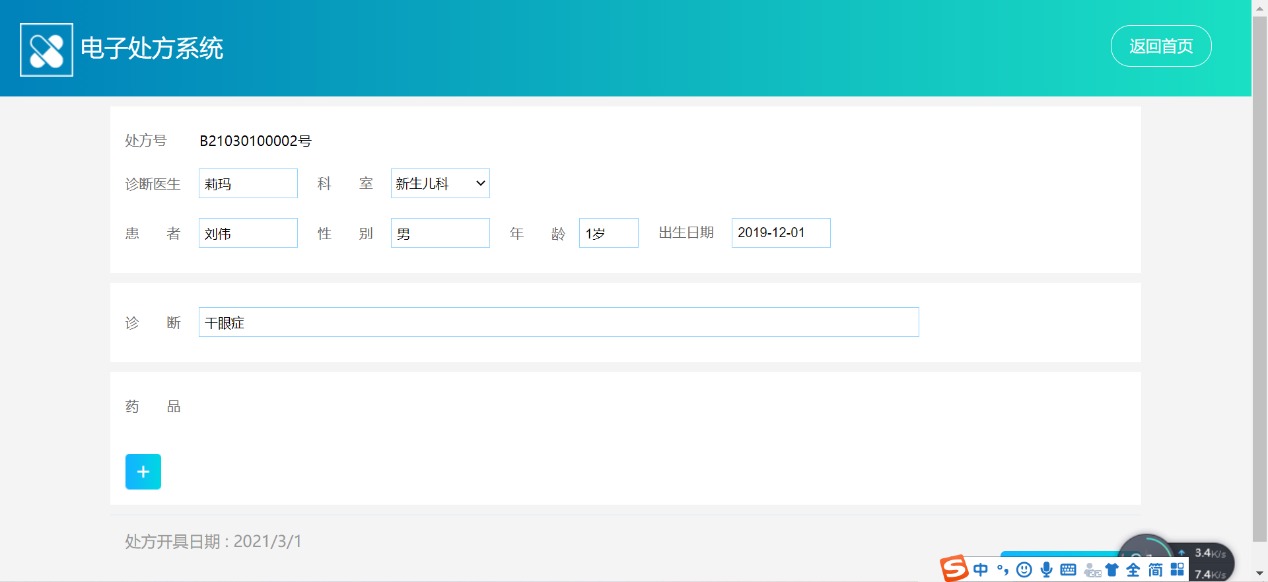 电子处方系统
返回首页
处方号 B21030100002号
诊断医生 莉玛 科 室 新生儿科
患 者 刘伟 性 别 男 年 龄 1岁 出生日期 2019-12-01
诊 断 干眼症
药 品
+
处方开具日期 : 2021/3/1
3.4K/s
S 中 全 简
7.4K/s